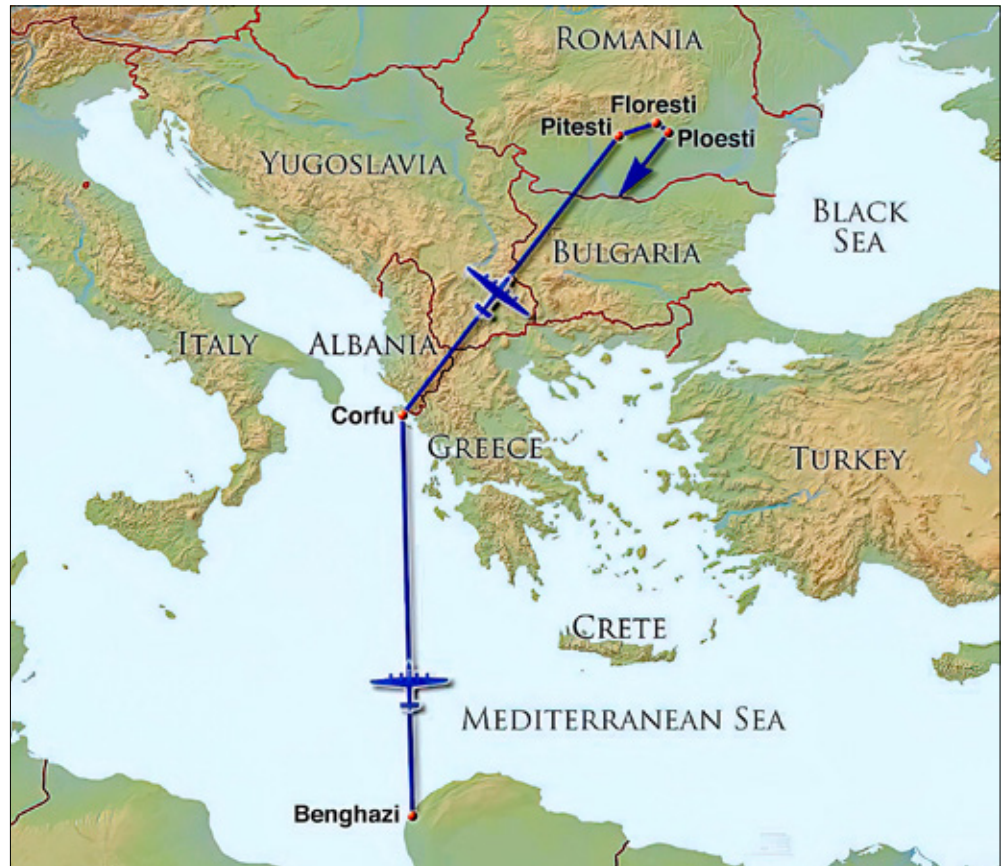 ROMANIA
Floresti
Pitesti
Ploesti
YUGOSLAVIA
BLACK
SEA
BULGARIA
ITALY
ALBANIA
Corfu
GREECE
TURKEY
CRETE
MEDITERRANEAN SEA
Benghazi